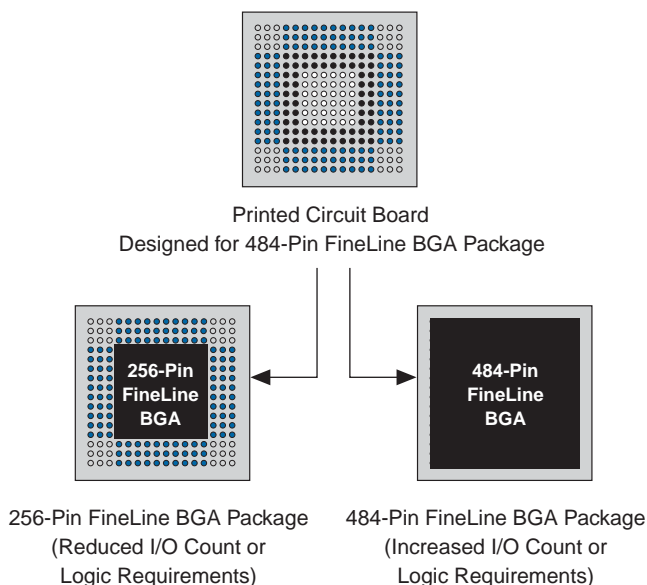 Printed Circuit Board
Designed for 484-Pin FineLine BGA Package
256-Pin
FineLine
BGA
484-Pin
FineLine
BGA
256-Pin FineLine BGA Package
(Reduced I/O Count or
Logic Requirements)
484-Pin FineLine BGA Package
(Increased I/O Count or
Logic Requirements)